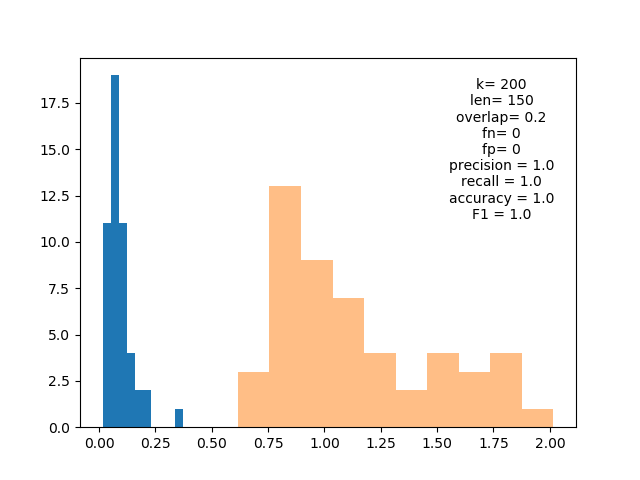 k= 200
len= 150
overlap= 0.2
fn= 0
fp= 0
precision = 1.0
recall = 1.0
accuracy = 1.0
F1 = 1.0
17.5
15.0
12.5
10.0
7.5
5.0
2.5
0.0
0.00 0.25 0.50 0.75 1.00 1.25 1.50 1.75 2.00